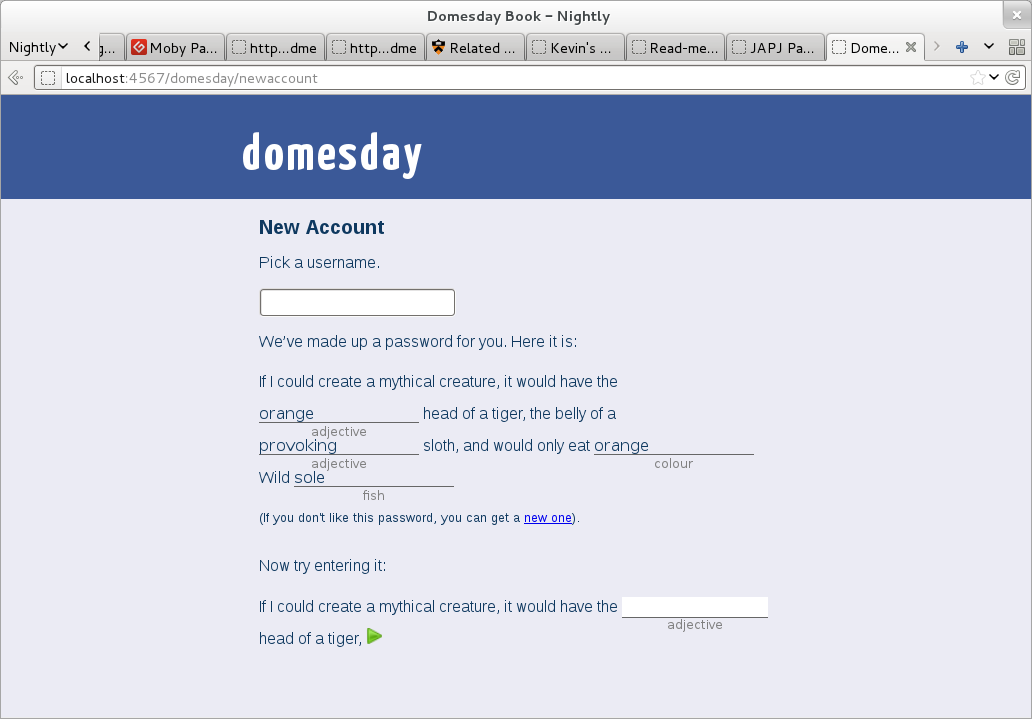 Domesday Book - Nightly
Nightly
g... Moby Pa... http...dme http...dme Related ... Kevin's ... Read-me... JAPJ Pa... Dome...
localhost:4567/domesday/newaccount
domesday
New Account
Pick a username.
We've made up a password for you. Here it is:
If I could create a mythical creature, it would have the
orange head of a tiger, the belly of a
adjective
provoking sloth, and would only eat orange
adjective colour
Wild sole
fish
(If you don't like this password, you can get a new one).
Now try entering it:
If I could create a mythical creature, it would have the
adjective
head of a tiger,